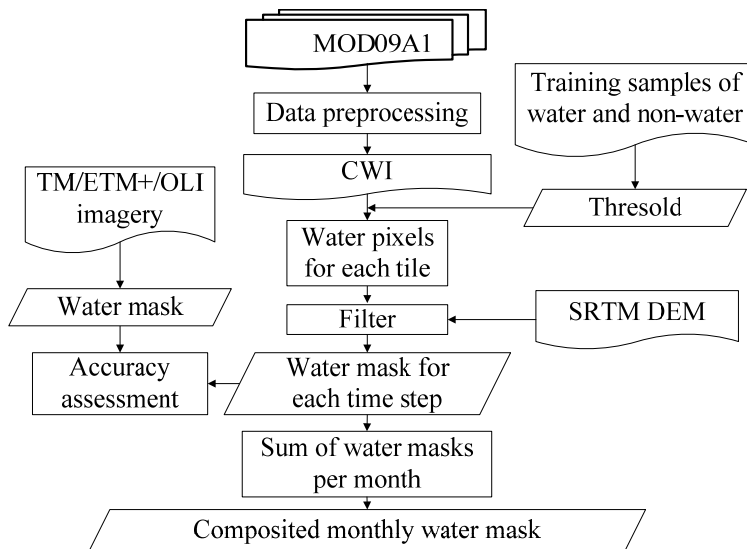 MOD09A1
Training samples of
water and non-water
Data preprocessing
CWI
TM/ETM+/OLI
imagery
Thresold
Water pixels
for each tile
Water mask
Filter
SRTM DEM
Accuracy
assessment
Water mask for
each time step
Sum of water masks
per month
Composited monthly water mask